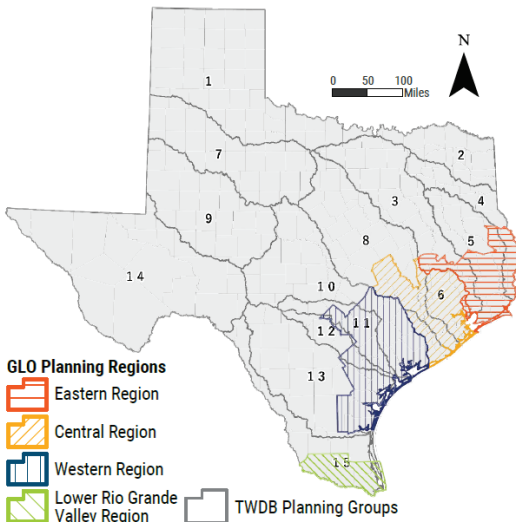 N
0 50 100
Miles
1
2
7
3
4
9
5
8
14
10
6
12
11
13
15
GLO Planning Regions
Eastern Region
Central Region
Western Region
Lower Rio Grande
Valley Region
TWDB Planning Groups